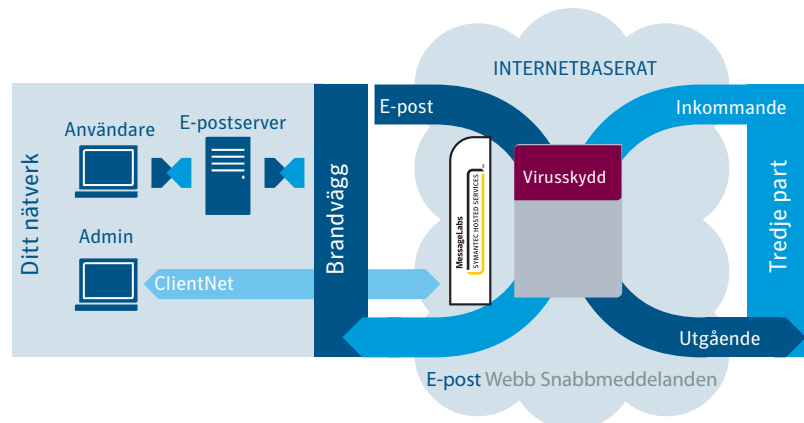 INTERNETBASERAT
E-post
Inkommande
Användare
E-postserver
Virusskydd
Ditt nätverk
Brandvägg
MessageLabs
SYMANTEC HOSTED SERVICES
Tredje part
Admin
ClientNet
Utgående
E-post Webb Snabbmeddelanden